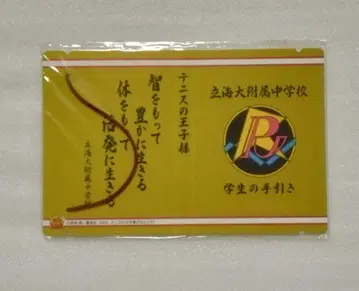 テニスの王子様
智をもって
豊かに生きる
体をもって
活発に生きる
立海大附属中学校
立海大附属中学校
R
学生の手引き